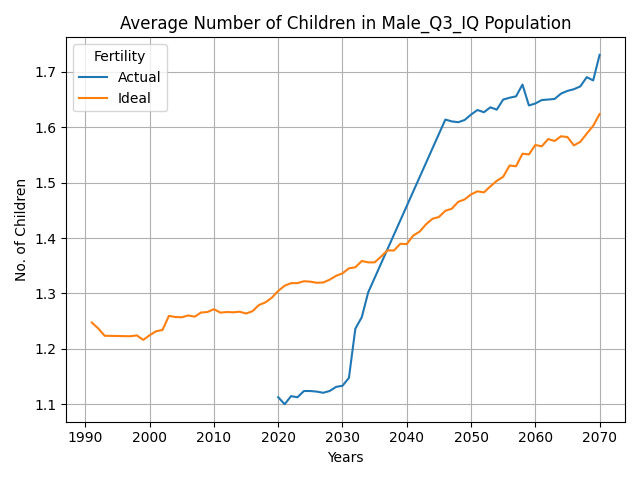 Average Number of Children in Male_Q3_IQ Population
Fertility
Actual
Ideal
No. of Children
1.7
1.6
1.5
1.4
1.3
1.2
1.1
1990 2000 2010 2020 2030 2040 2050 2060 2070
Years